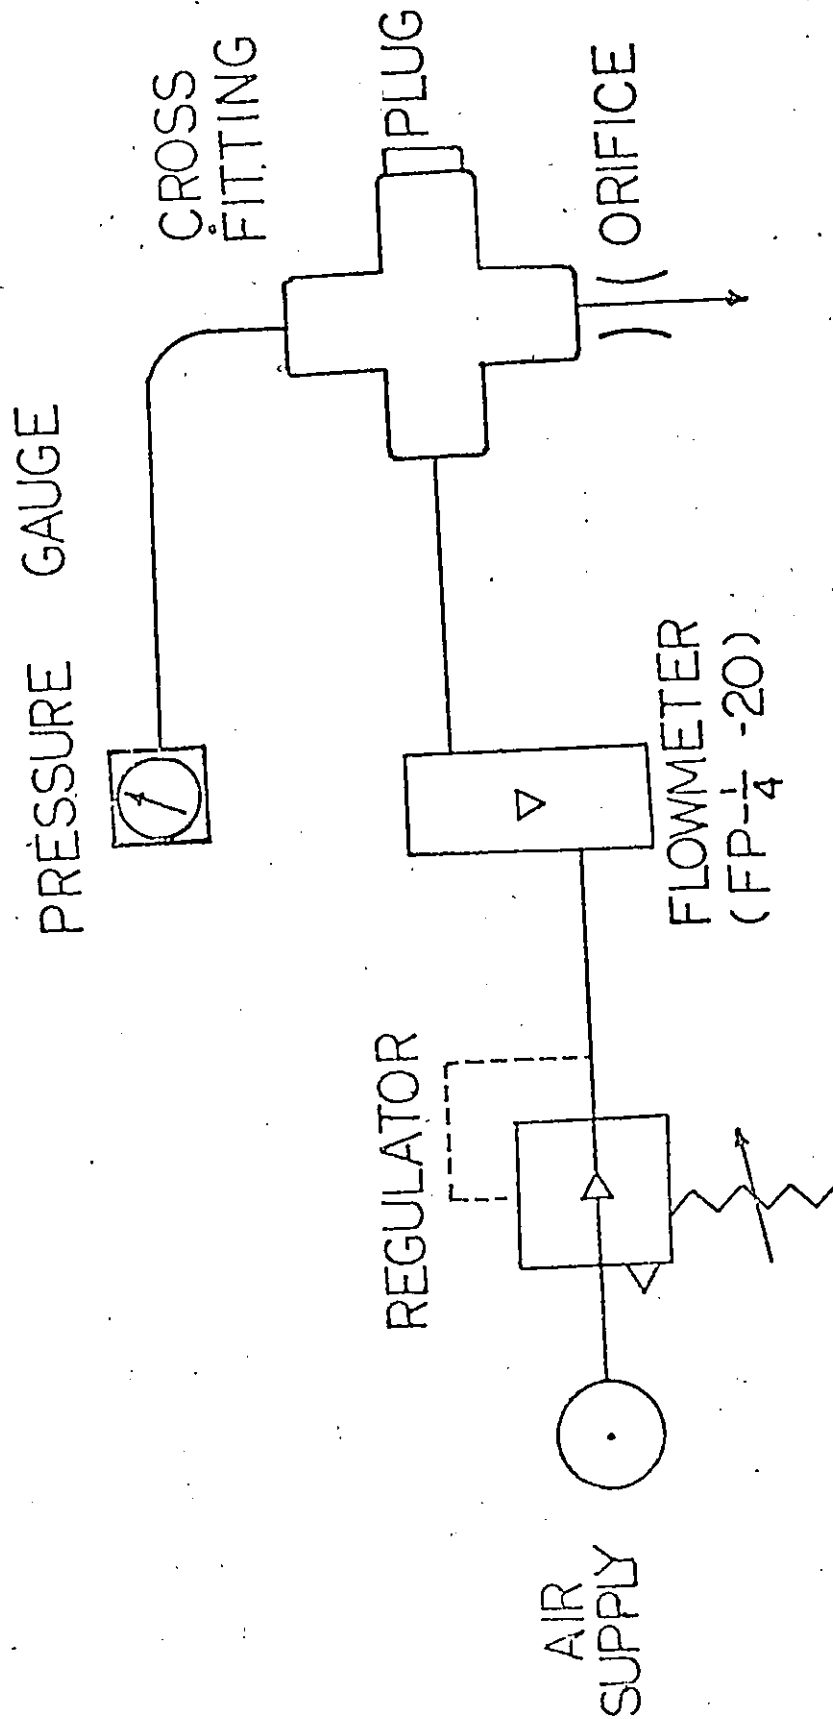 PRESSURE GAUGE
CROSS
FITTING
PLUG
ORIFICE
REGULATOR
FLOWMETER
(FP-1/4 -20)
AIR
SUPPLY